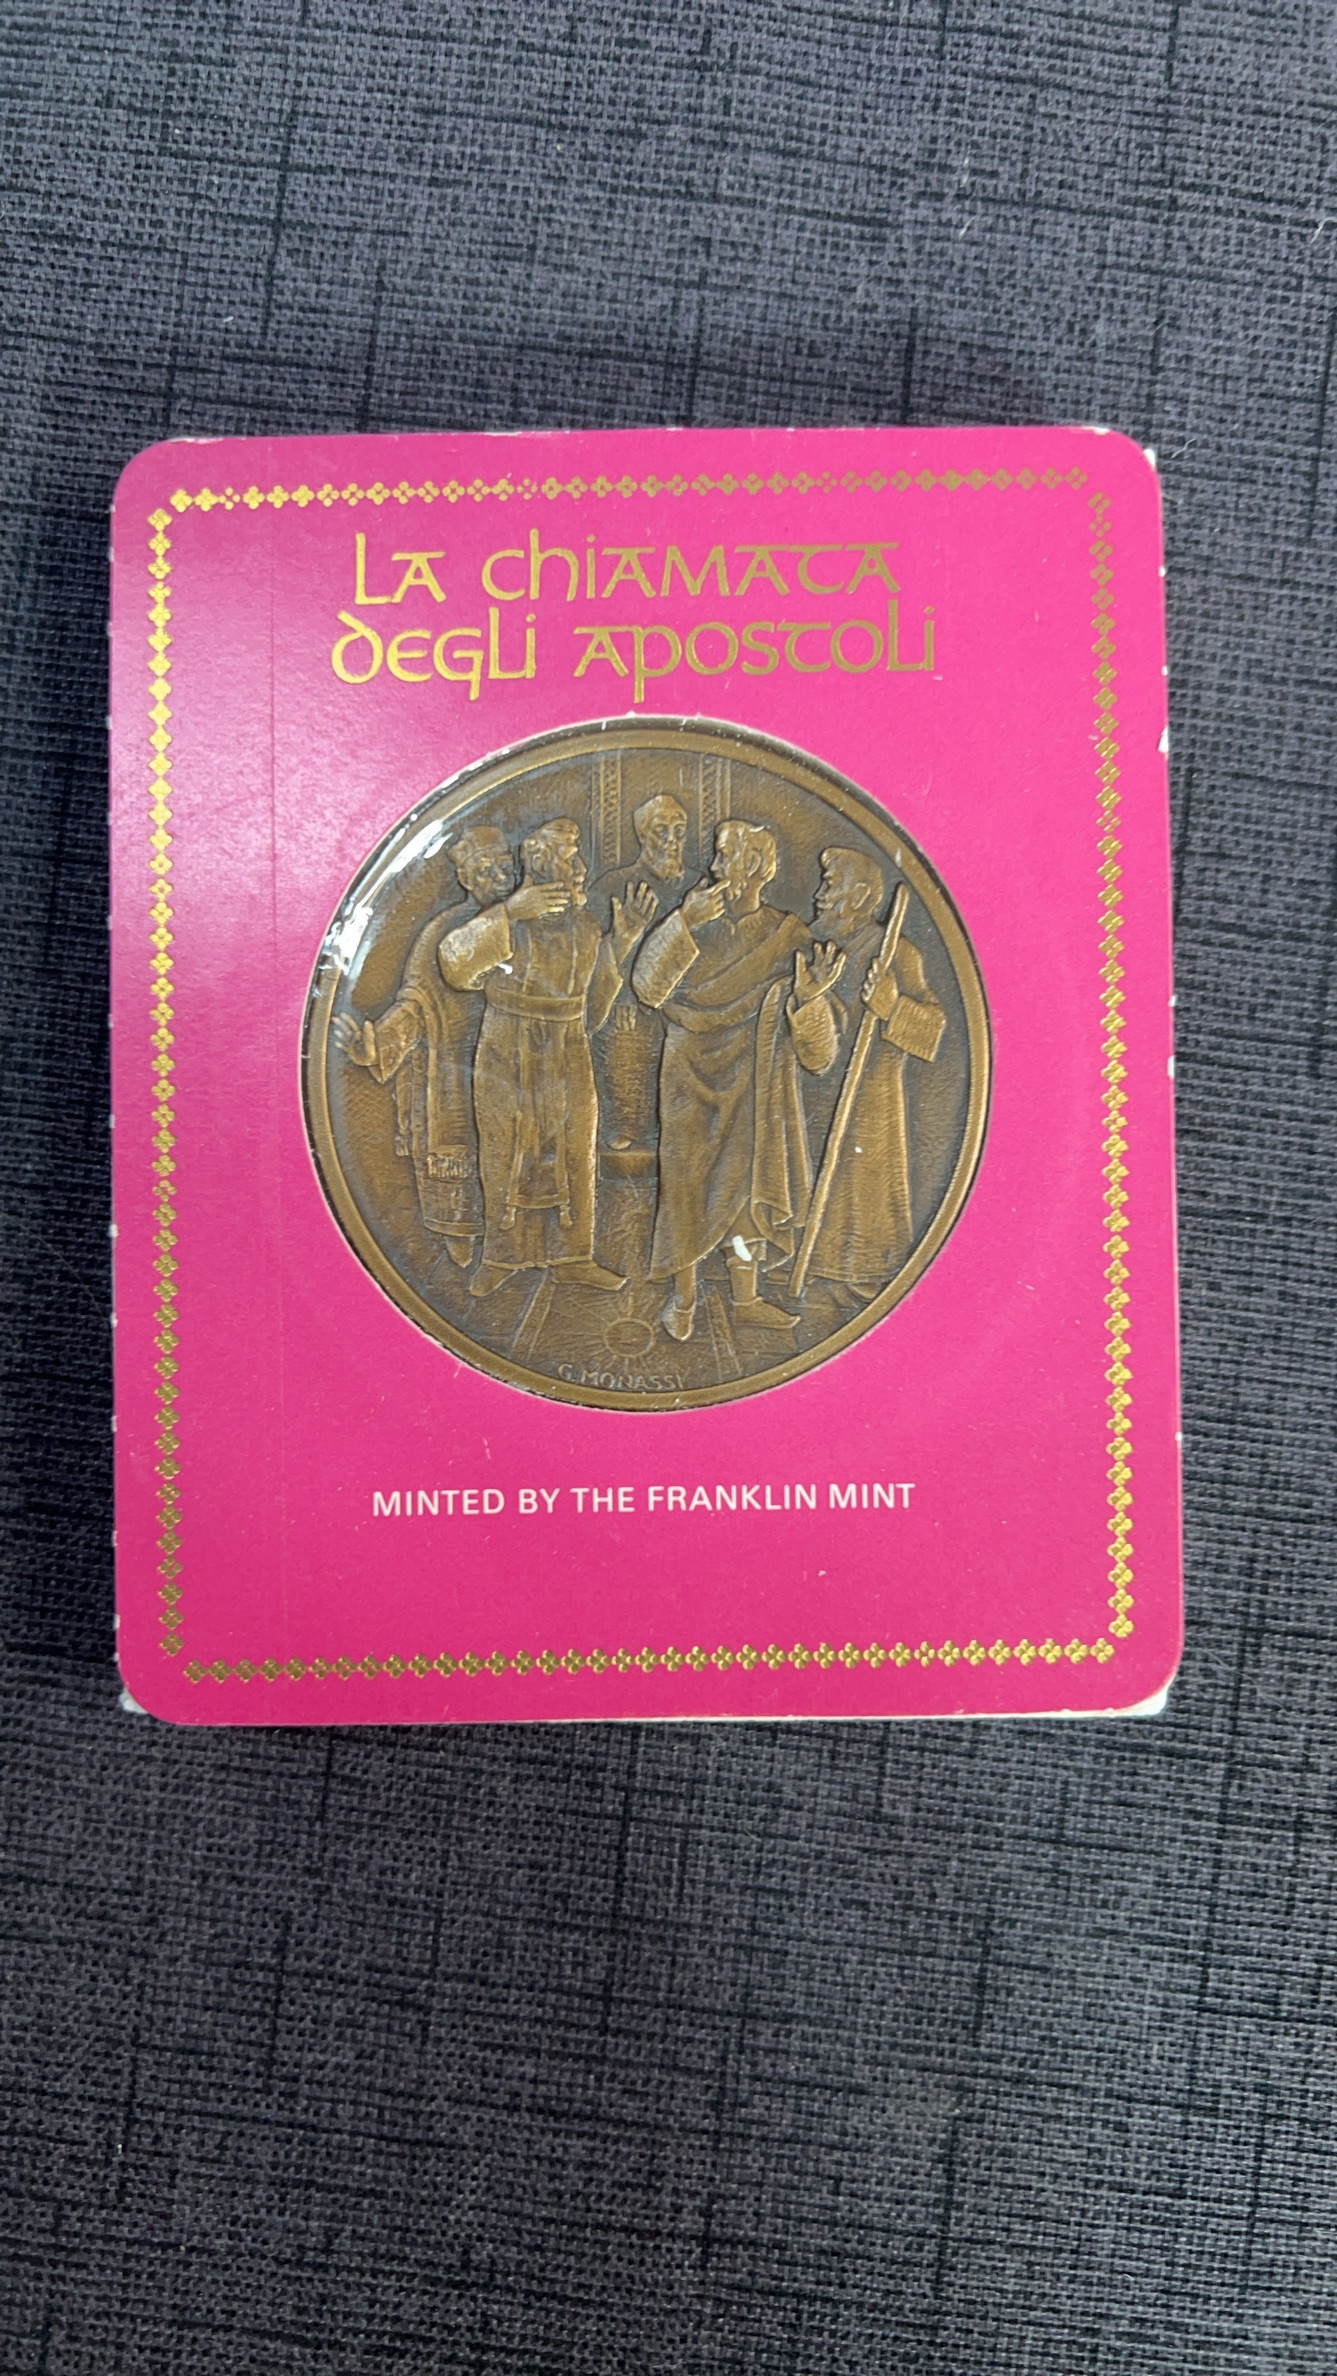 LA chiAMATA
degli Apostoli
G. MONASSI
MINTED BY THE FRANKLIN MINT